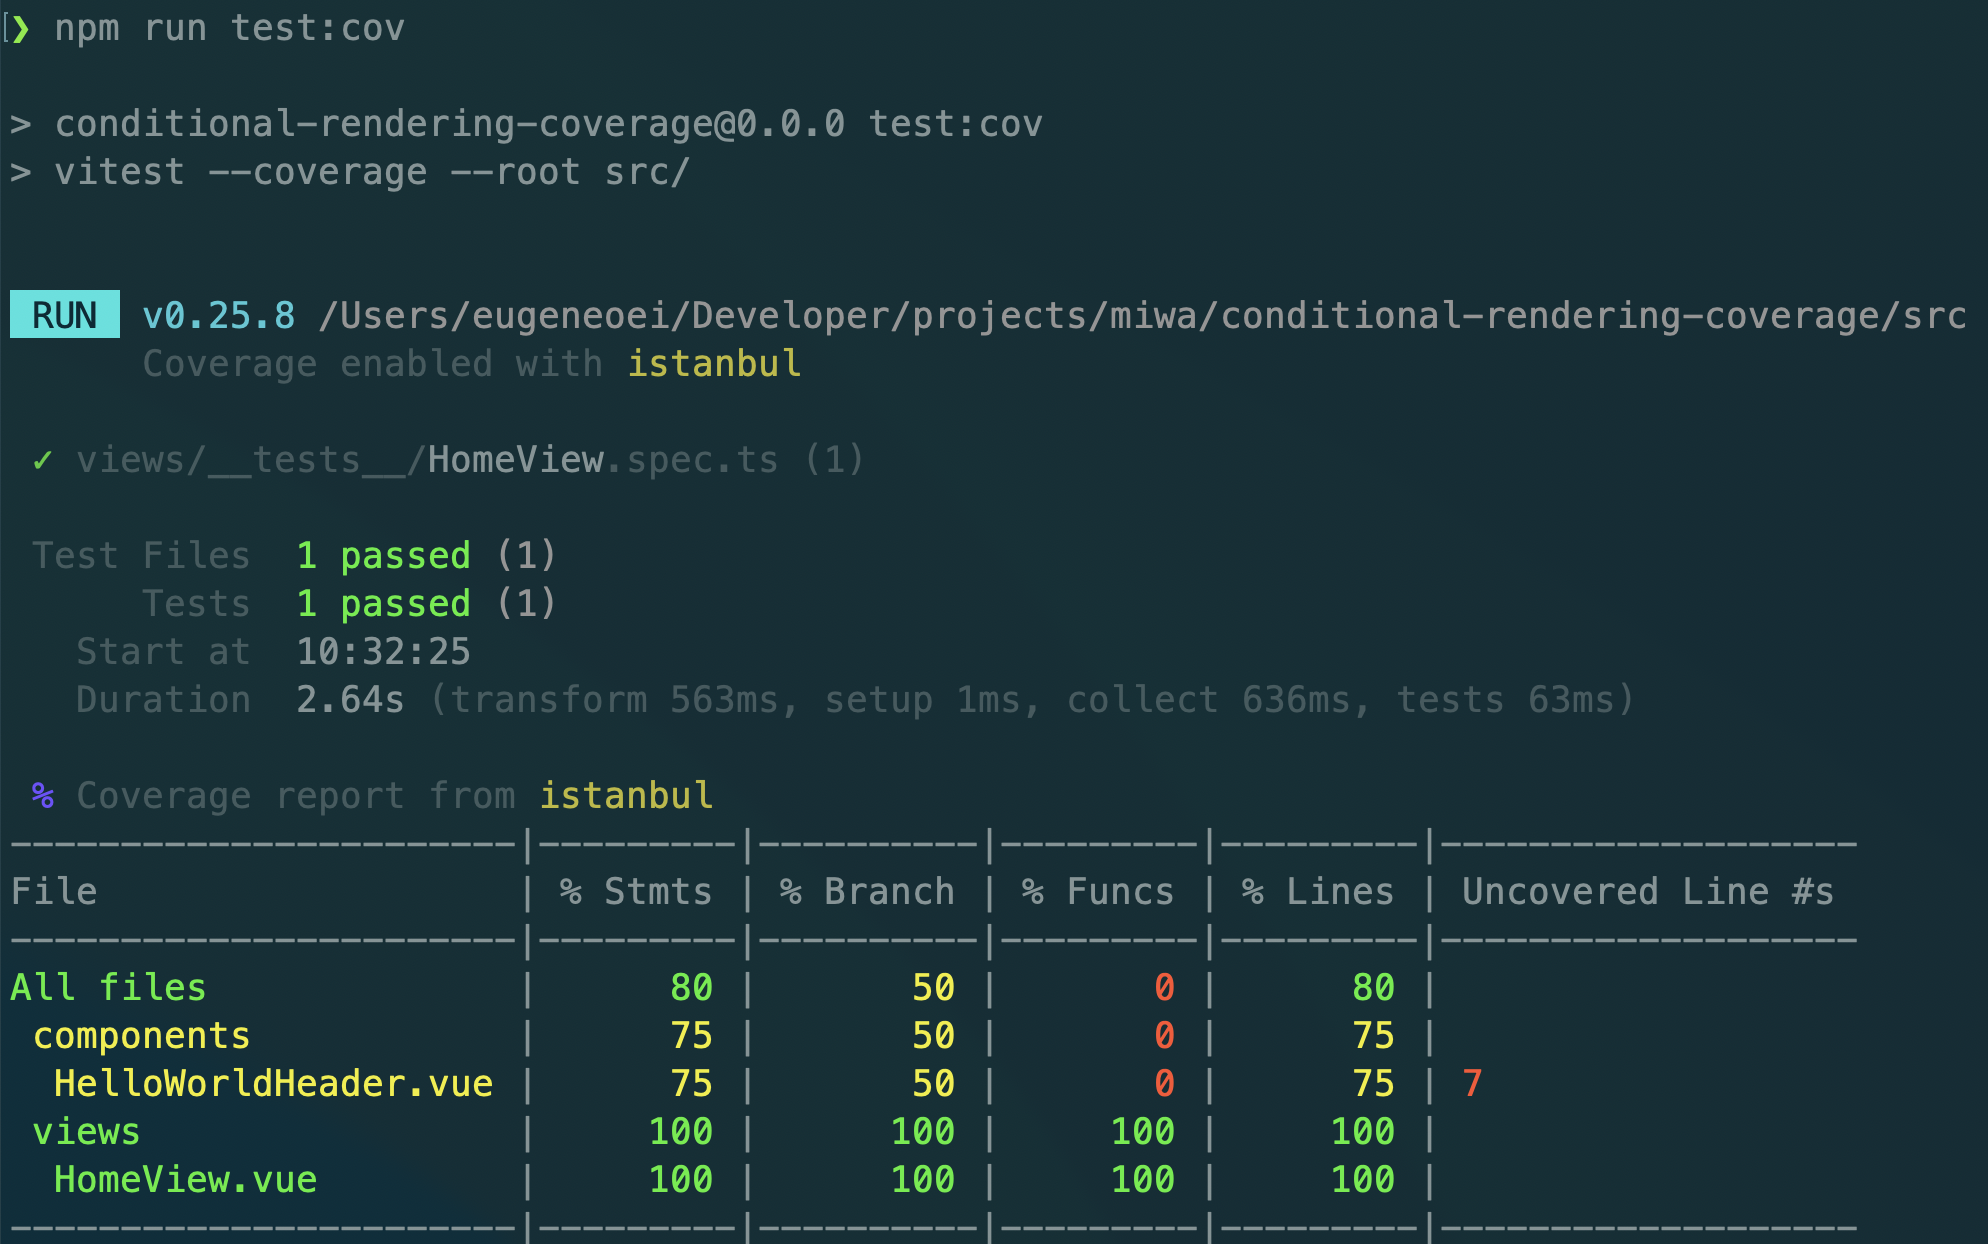 ❯ npm run test:cov
> conditional-rendering-coverage@0.0.0 test:cov
> vitest --coverage --root src/
RUN v0.25.8 /Users/eugeneoei/Developer/projects/miwa/conditional-rendering-coverage/src
Coverage enabled with istanbul
✓ views/__tests__/HomeView.spec.ts (1)
Test Files 1 passed (1)
Tests 1 passed (1)
Start at 10:32:25
Duration 2.64s (transform 563ms, setup 1ms, collect 636ms, tests 63ms)
% Coverage report from istanbul
-----------------------|---------|----------|---------|---------|-------------------
File | % Stmts | % Branch | % Funcs | % Lines | Uncovered Line #s
-----------------------|---------|----------|---------|---------|-------------------
All files | 80 | 50 | 0 | 80 |
components | 75 | 50 | 0 | 75 |
HelloWorldHeader.vue | 75 | 50 | 0 | 75 | 7
views | 100 | 100 | 100 | 100 |
HomeView.vue | 100 | 100 | 100 | 100 |
-----------------------|---------|----------|---------|---------|-------------------